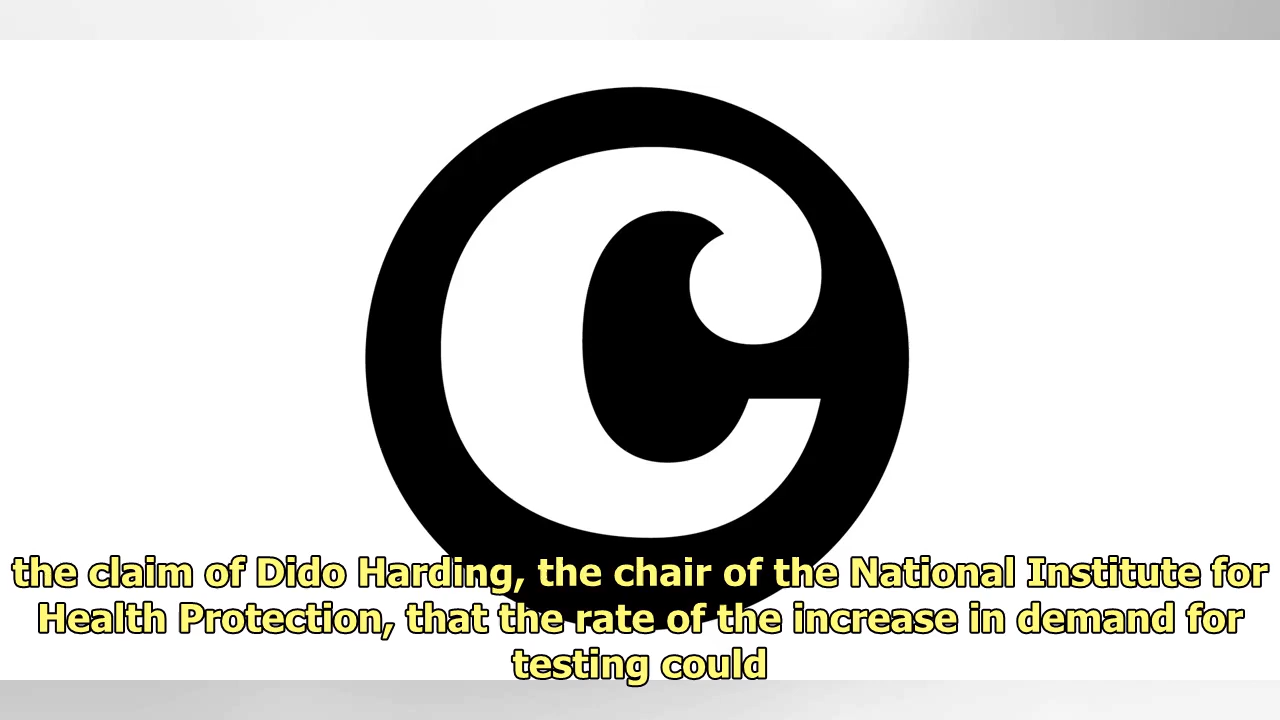 C
the claim of Dido Harding, the chair of the National Institute for
Health Protection, that the rate of the increase in demand for
testing could